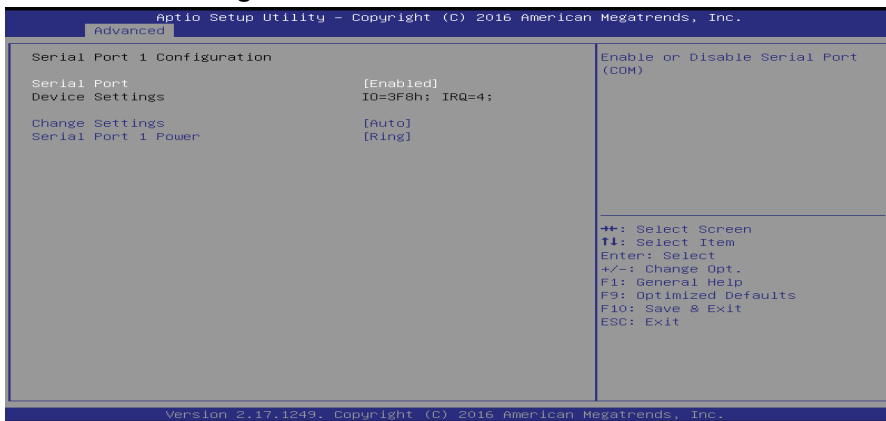 Aptio Setup Utility – Copyright (C) 2016 American Megatrends, Inc.
Advanced
Serial Port 1 Configuration
Serial Port [Enabled]
Device Settings IO=3F8h; IRQ=4;
Change Settings [Auto]
Serial Port 1 Power [Ring]
Enable or Disable Serial Port
(COM)
→←: Select Screen
↑↓: Select Item
Enter: Select
+/-: Change Opt.
F1: General Help
F9: Optimized Defaults
F10: Save & Exit
ESC: Exit
Version 2.17.1249. Copyright (C) 2016 American Megatrends, Inc.